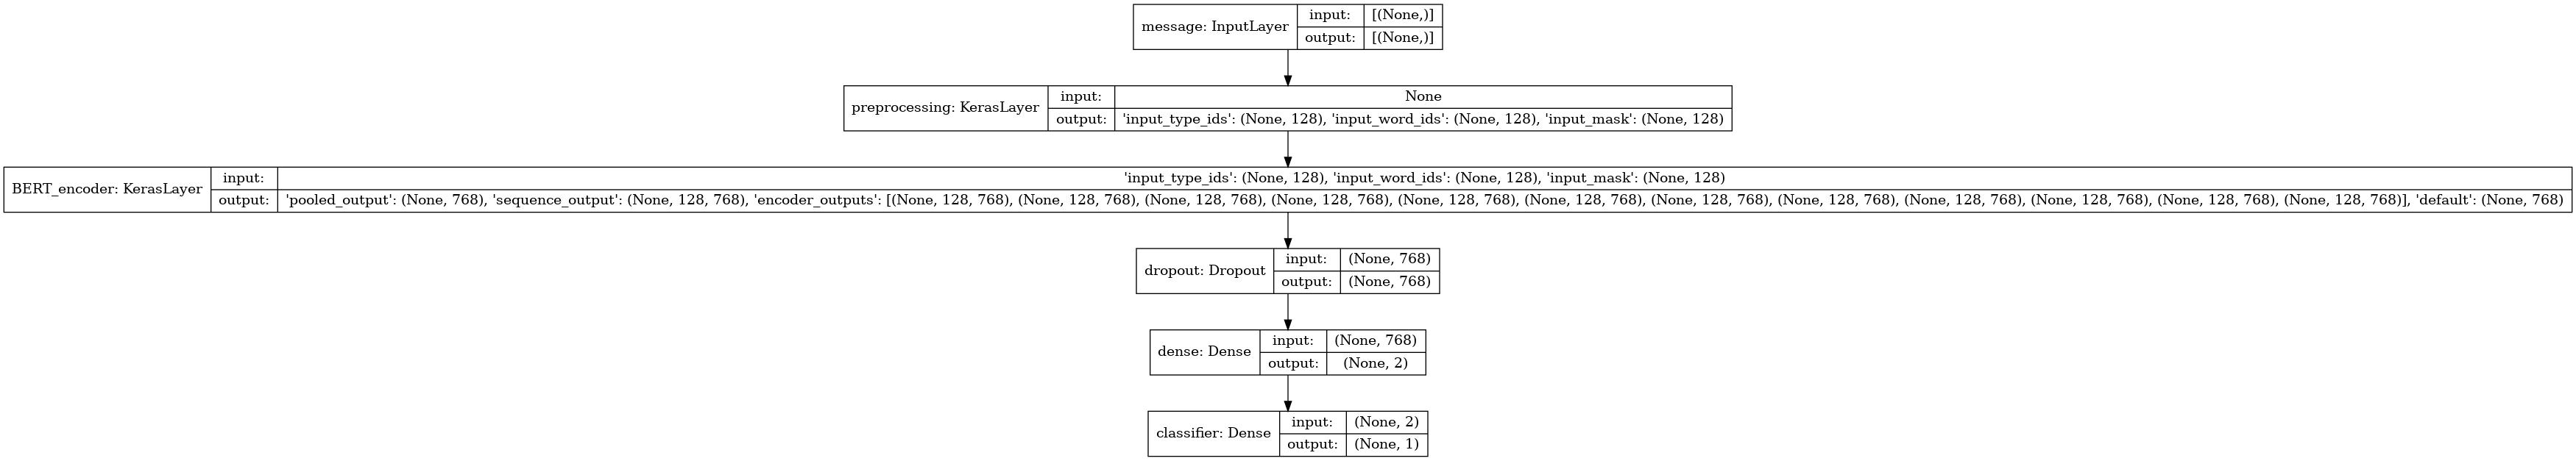 message: InputLayer
input:
[(None,)]
output:
[(None,)]
preprocessing: KerasLayer
input:
None
output:
'input_type_ids': (None, 128), 'input_word_ids': (None, 128), 'input_mask': (None, 128)
BERT_encoder: KerasLayer
input:
'input_type_ids': (None, 128), 'input_word_ids': (None, 128), 'input_mask': (None, 128)
output:
'pooled_output': (None, 768), 'sequence_output': (None, 128, 768), 'encoder_outputs': [(None, 128, 768), (None, 128, 768), (None, 128, 768), (None, 128, 768), (None, 128, 768), (None, 128, 768), (None, 128, 768), (None, 128, 768), (None, 128, 768), (None, 128, 768), (None, 128, 768), (None, 128, 768)], 'default': (None, 768)
dropout: Dropout
input:
(None, 768)
output:
(None, 768)
dense: Dense
input:
(None, 768)
output:
(None, 2)
classifier: Dense
input:
(None, 2)
output:
(None, 1)